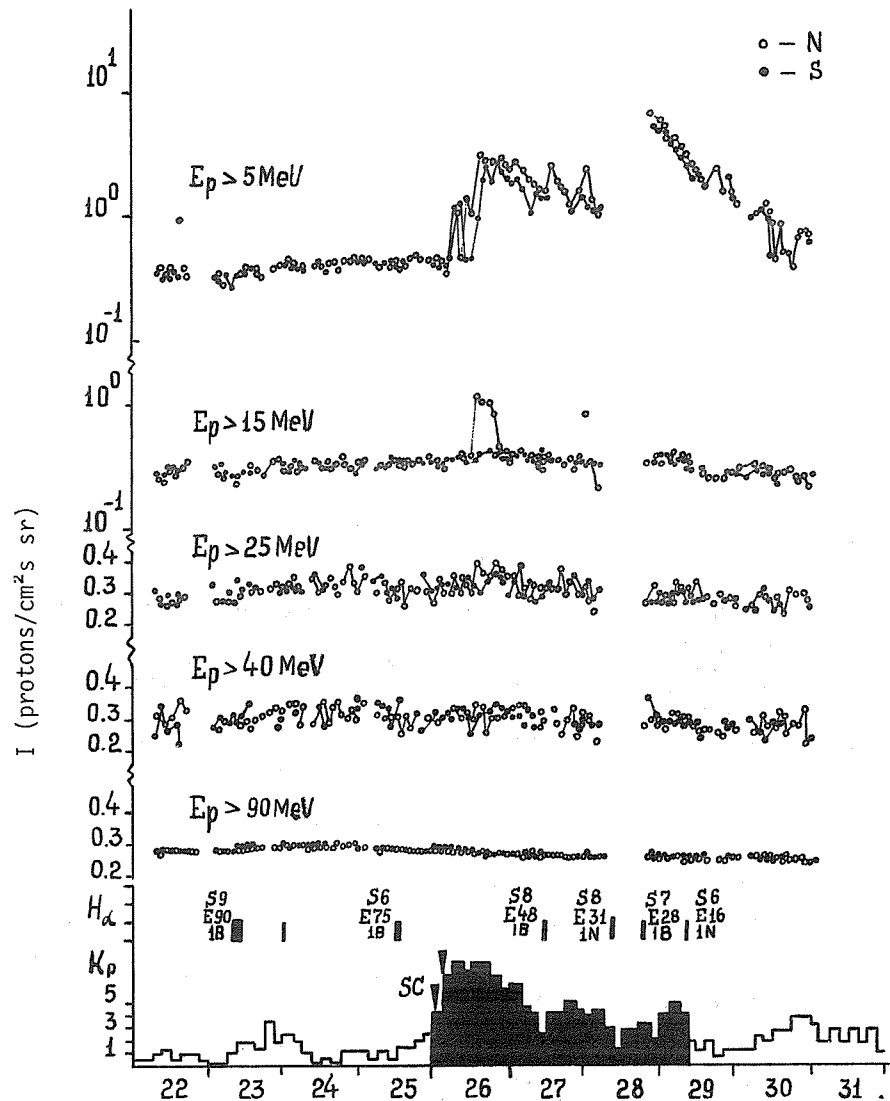 o – N
● – S
10¹
Eₚ > 5 MeV
10⁰
10⁻¹
10⁰
Eₚ > 15 MeV
10⁻¹
Eₚ > 25 MeV
0.4
0.3
0.2
Eₚ > 40 MeV
0.4
0.3
0.2
Eₚ > 90 MeV
0.4
0.3
0.2
I (protons/cm²s sr)
Hα
S9 E90 1B
S6 E75 1B
S8 E48 1B
S8 E31 1N
S7 E28 1B
S6 E16 1N
Kₚ
SC
5
3
1
22 23 24 25 26 27 28 29 30 31